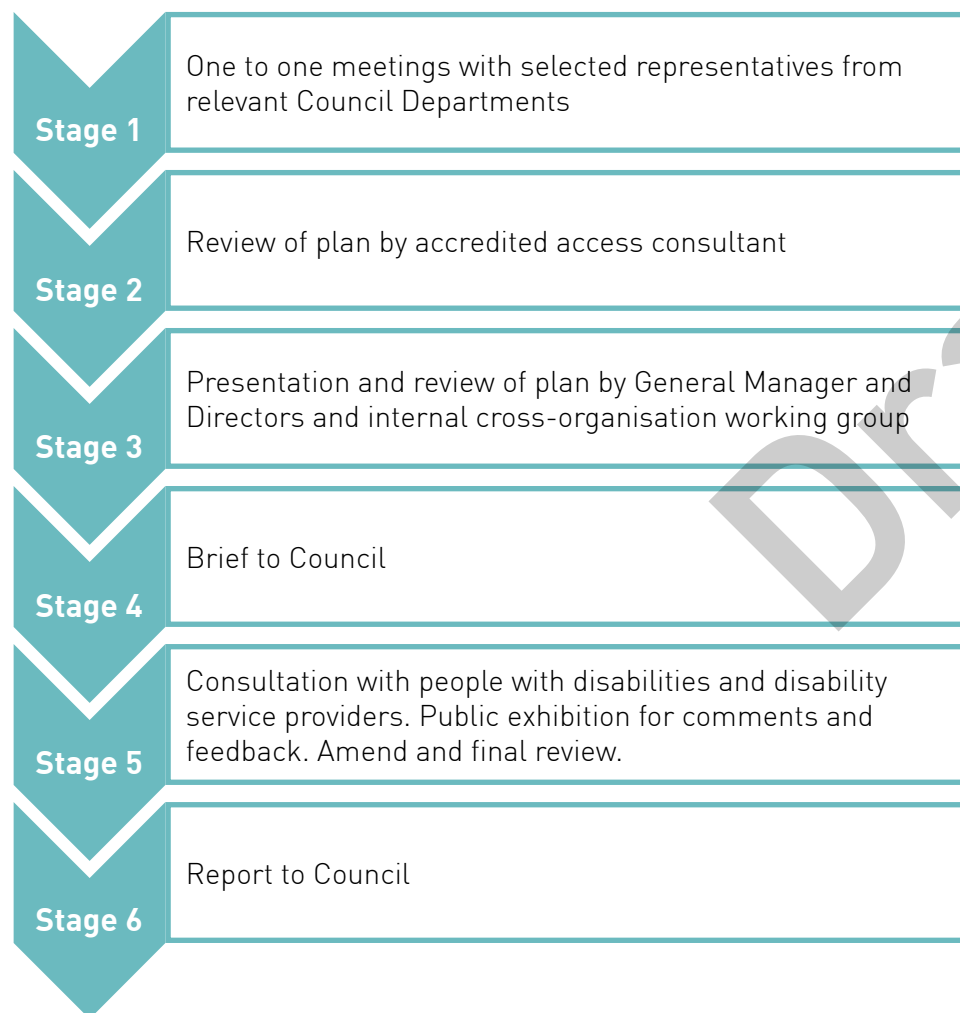 One to one meetings with selected representatives from
relevant Council Departments
Stage 1
Review of plan by accredited access consultant
Stage 2
Presentation and review of plan by General Manager and
Directors and internal cross-organisation working group
Stage 3
Brief to Council
Stage 4
Consultation with people with disabilities and disability
service providers. Public exhibition for comments and
feedback. Amend and final review.
Stage 5
Report to Council
Stage 6